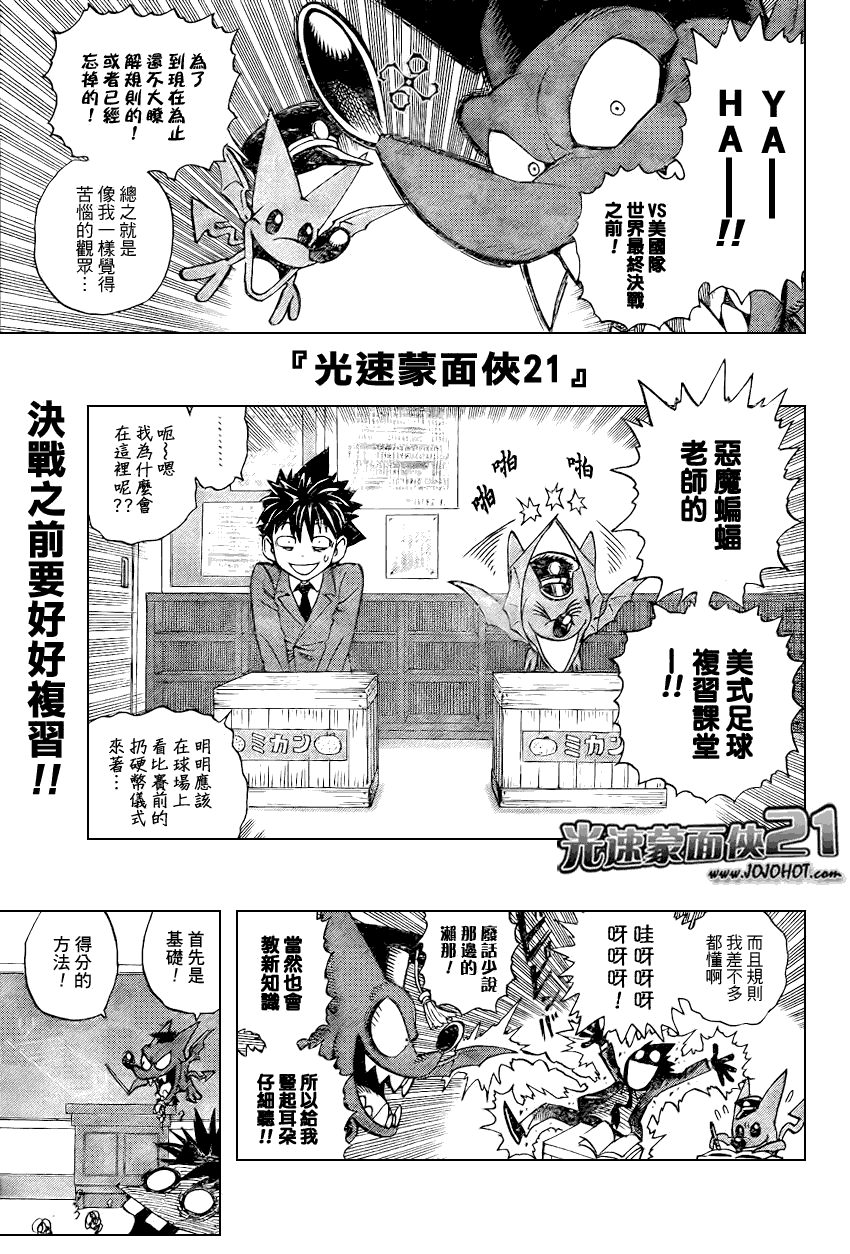 YA—
HA—
!!
VS美國隊
世界最終決戰
之前！
為了
到現在為止
還不大瞭
解規則的！
或者已經
忘掉的！
總之就是
像我一樣覺得
苦惱的觀眾…
『光速蒙面俠21』
決戰之前要好好複習!!
惡魔蝙蝠
老師的
美式足球
複習課堂
—!!
啪
啪
啪
呃～嗯
我為什麼會
在這裡呢??
ミカン
ミカン
明明應該
在球場上
看比賽前的
扔硬幣儀式
來著…
光速蒙面俠21
www.JOJOHOT.com
而且規則
我差不多
都懂啊
哇呀呀呀
呀呀呀！
廢話少說
那邊的
瀨那！
當然也會
教新知識
所以給我
豎起耳朵
仔細聽!!
首先是
基礎！
得分的
方法！